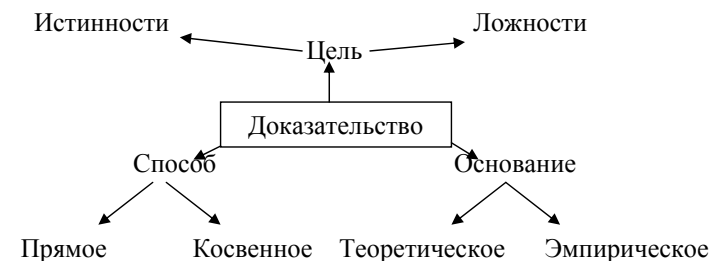 Истинности Ложности
Цель
Доказательство
Способ Основание
Прямое Косвенное Теоретическое Эмпирическое